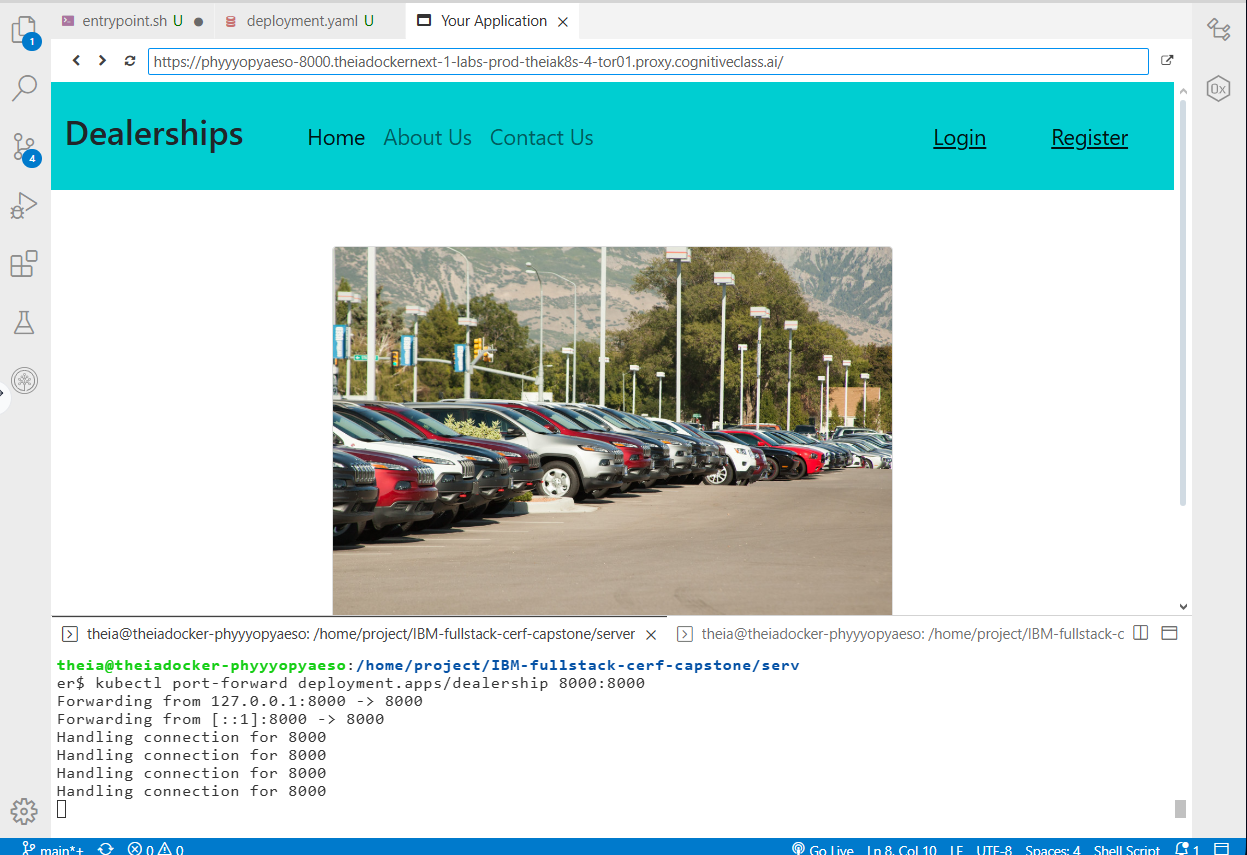 entrypoint.sh U
deployment.yaml U
Your Application
1
https://phyyyopyaeso-8000.theiadockernext-1-labs-prod-theiak8s-4-tor01.proxy.cognitiveclass.ai/
Dealerships
Home
About Us
Contact Us
Login
Register
4
theia@theiadocker-phyyyopyaeso: /home/project/IBM-fullstack-cerf-capstone/server
theia@theiadocker-phyyyopyaeso: /home/project/IBM-fullstack-c
theia@theiadocker-phyyyopyaeso:/home/project/IBM-fullstack-cerf-capstone/serv
er$ kubectl port-forward deployment.apps/dealership 8000:8000
Forwarding from 127.0.0.1:8000 -> 8000
Forwarding from [::1]:8000 -> 8000
Handling connection for 8000
Handling connection for 8000
Handling connection for 8000
Handling connection for 8000
main*+ 0 0 Go Live Ln 8, Col 10 LF UTF-8 Spaces: 4 Shell Script 1